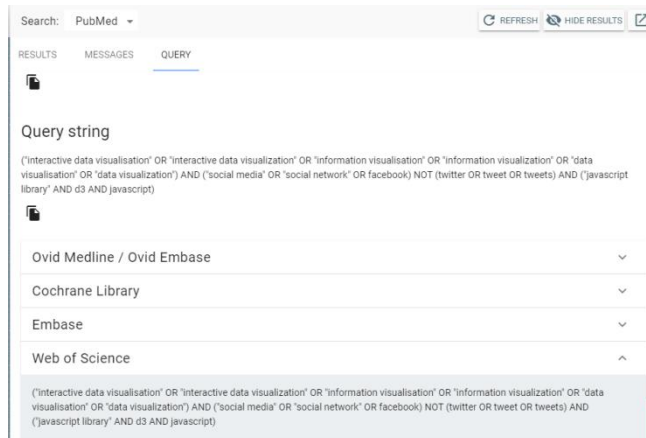 Search: PubMed REFRESH HIDE RESULTS
RESULTS MESSAGES QUERY
Query string
("interactive data visualisation" OR "interactive data visualization" OR "information visualisation" OR "information visualization" OR "data
visualisation" OR "data visualization") AND ("social media" OR "social network" OR facebook) NOT (twitter OR tweet OR tweets) AND ("javascript
library" AND d3 AND javascript)
Ovid Medline / Ovid Embase
Cochrane Library
Embase
Web of Science
("interactive data visualisation" OR "interactive data visualization" OR "information visualisation" OR "information visualization" OR "data
visualisation" OR "data visualization") AND ("social media" OR "social network" OR facebook) NOT (twitter OR tweet OR tweets) AND
("javascript library" AND d3 AND javascript)